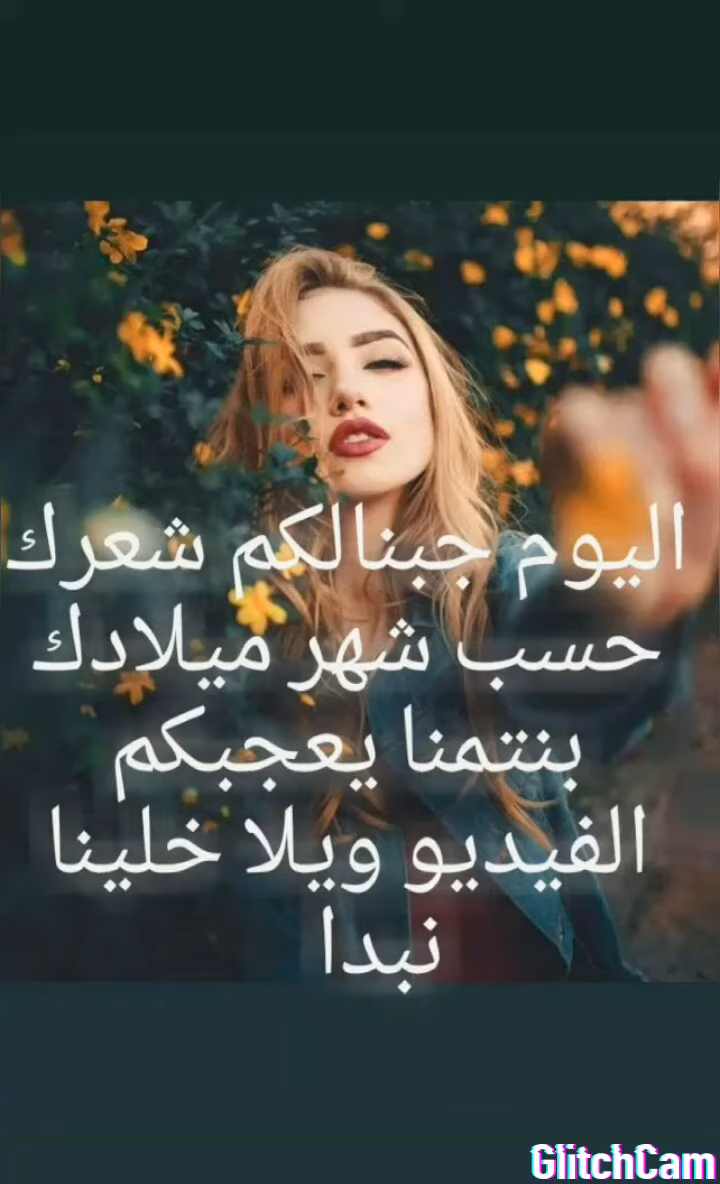 اليوم جبنالكم شعرك
حسب شهر ميلادك
بنتمنا يعجبكم
الفيديو ويلا خلينا
نبدا
GlitchCam